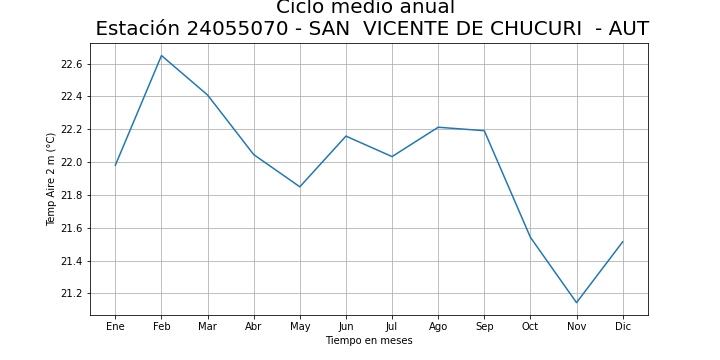 Ciclo medio anual
Estación 24055070 - SAN  VICENTE DE CHUCURI  - AUT
22.6
22.4
22.2
22.0
21.8
21.6
21.4
21.2
Temp Aire 2 m (°C)
Ene Feb Mar Abr May Jun Jul Ago Sep Oct Nov Dic
Tiempo en meses